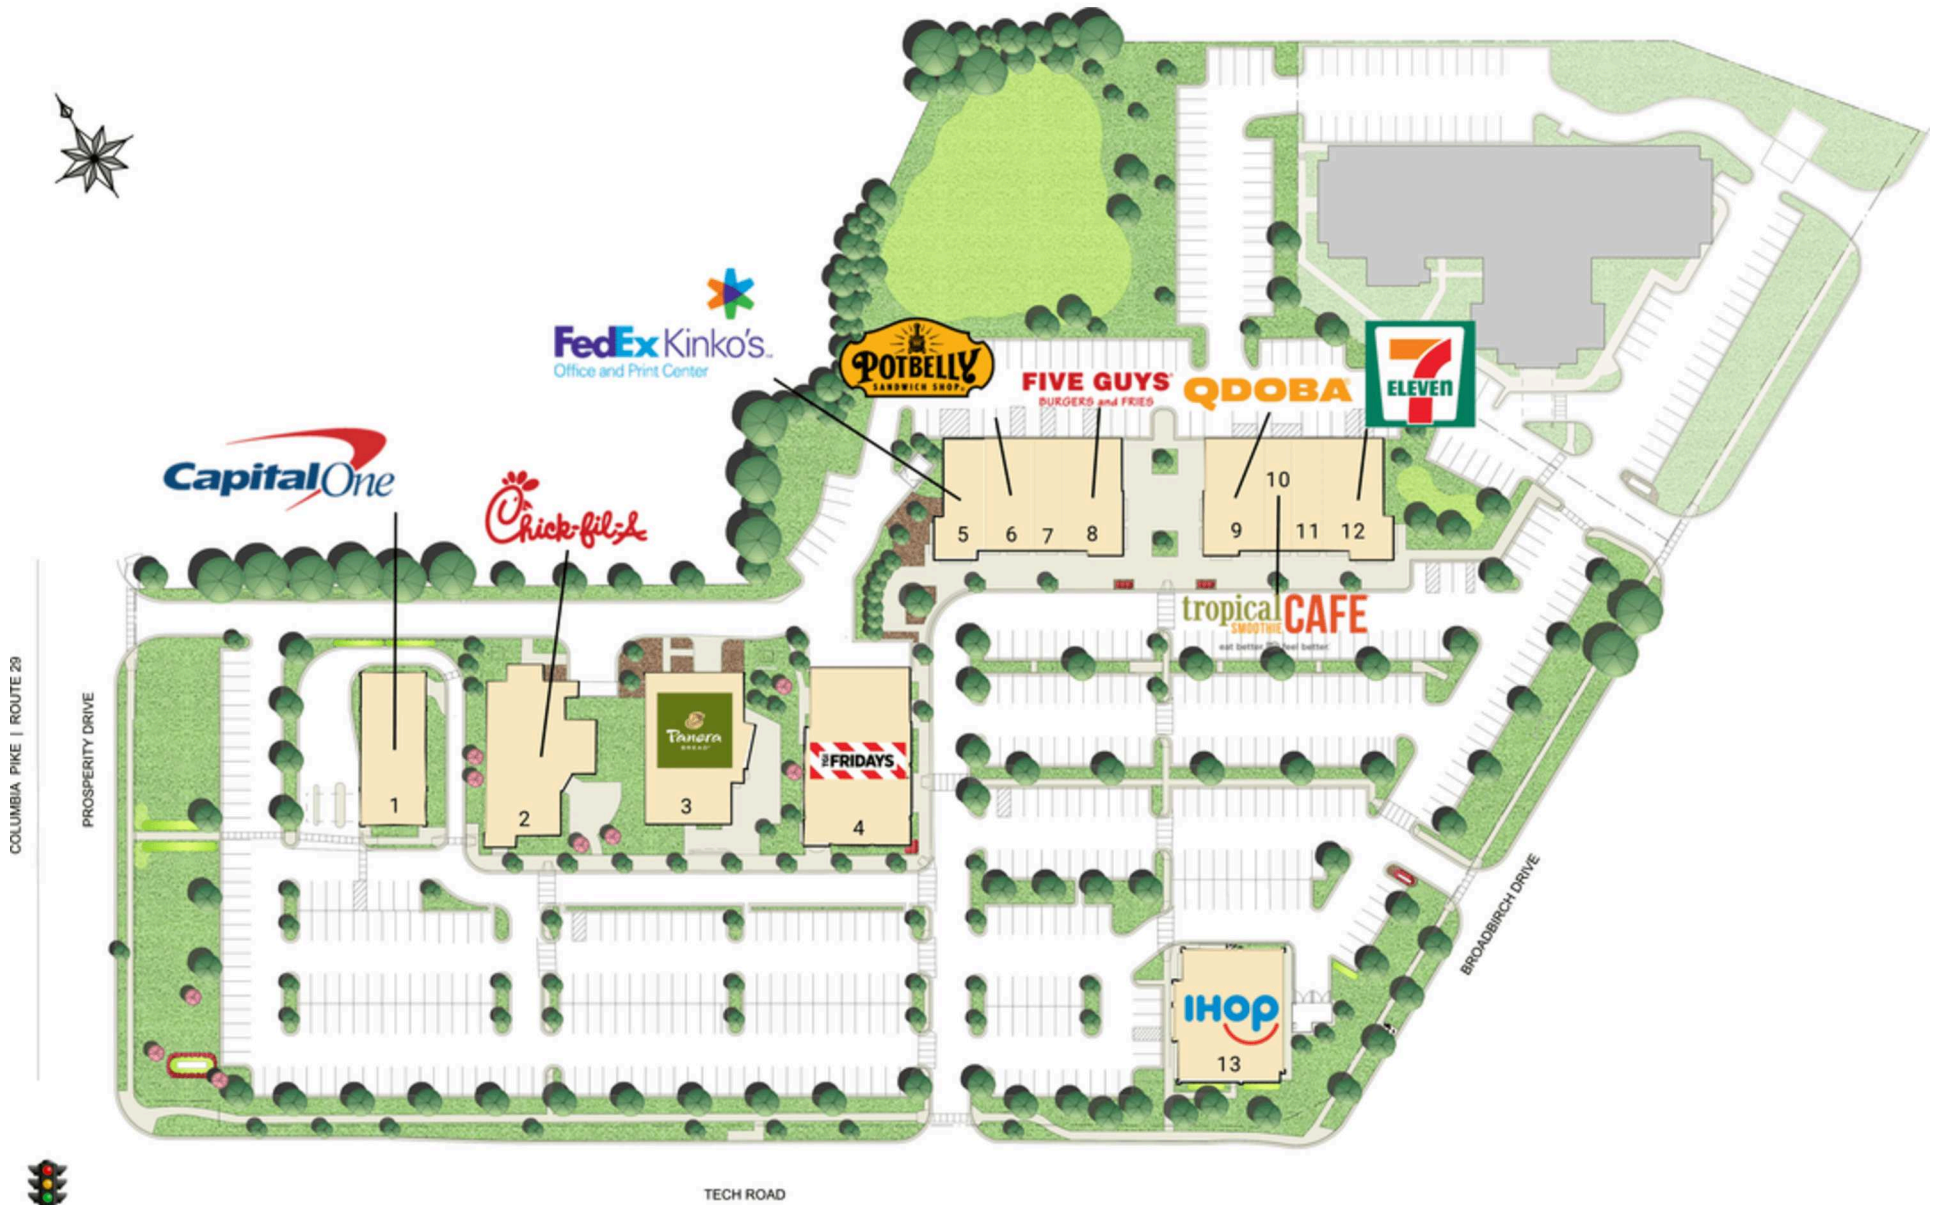 FedEx Kinko's
Office and Print Center
POTBELLY
SANDWICH SHOP
FIVE GUYS
BURGERS and FRIES
QDOBA
7
ELEVEn
Capital One
Chick-fil-A
5
6
7
8
9
10
11
12
tropical CAFE
SMOOTHIE
eat better feel better
Panera
BREAD
TGI FRIDAYS
1
2
3
4
IHOP
13
COLUMBIA PIKE | ROUTE 29
PROSPERITY DRIVE
BROADBIRCH DRIVE
TECH ROAD